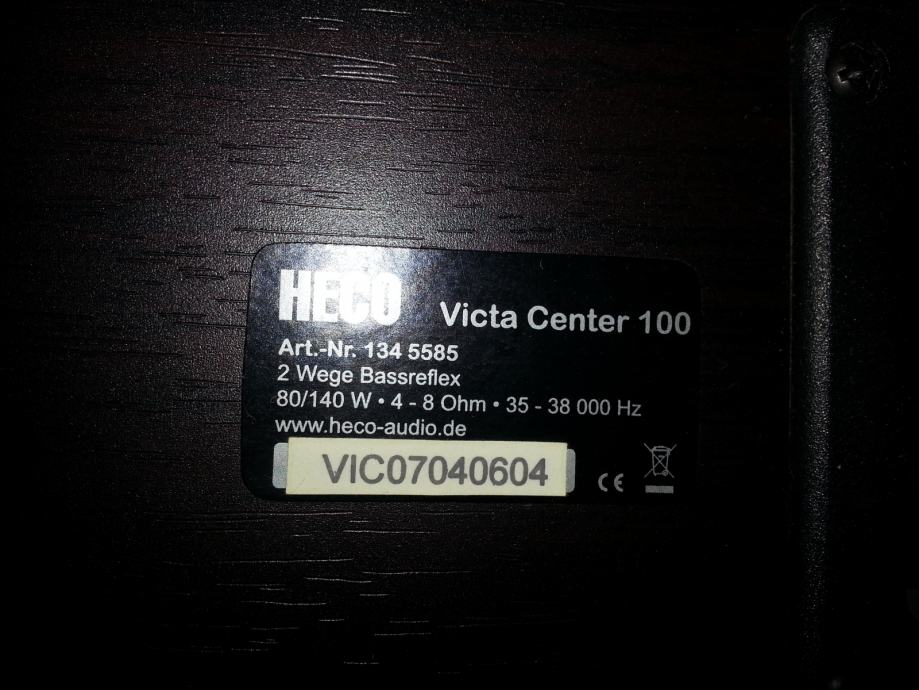 HECO
Victa Center 100
Art.-Nr. 134 5585
2 Wege Bassreflex
80/140 W • 4 - 8 Ohm • 35 - 38 000 Hz
www.heco-audio.de
VIC07040604
CE